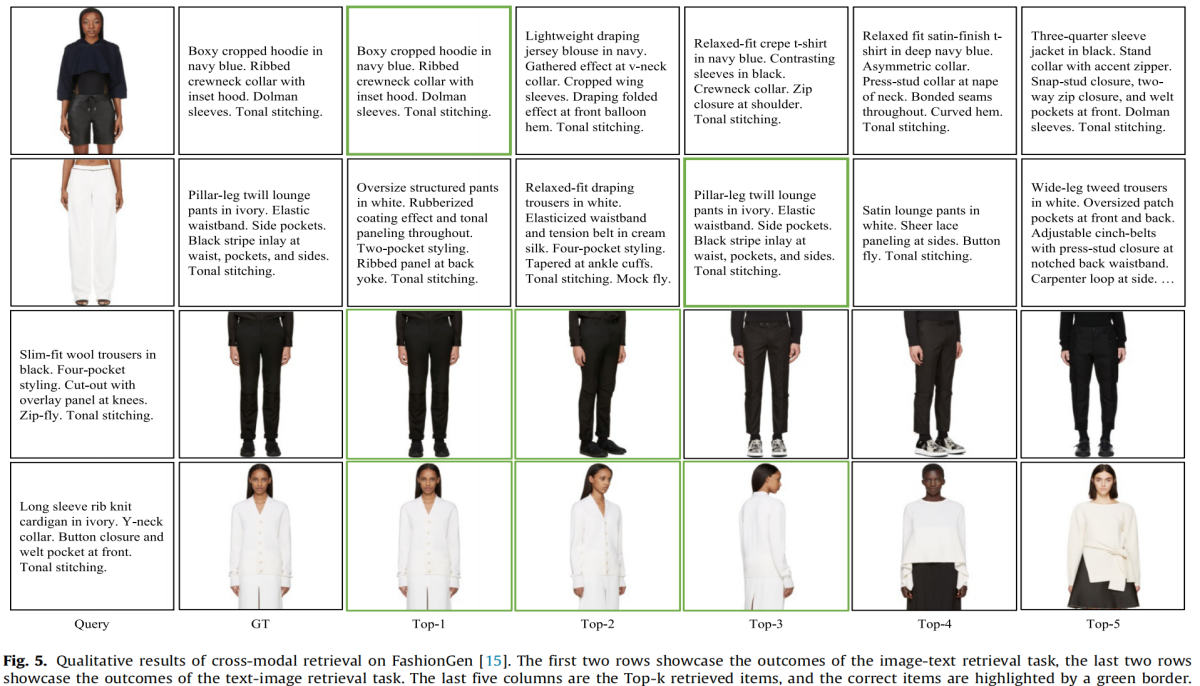 Boxy cropped hoodie in
navy blue. Ribbed
crewneck collar with
inset hood. Dolman
sleeves. Tonal stitching.
Boxy cropped hoodie in
navy blue. Ribbed
crewneck collar with
inset hood. Dolman
sleeves. Tonal stitching.
Lightweight draping
jersey blouse in navy.
Gathered effect at v-neck
collar. Cropped wing
sleeves. Draping folded
effect at front balloon
hem. Tonal stitching.
Relaxed-fit crepe t-shirt
in navy blue. Contrasting
sleeves in black.
Crewneck collar. Zip
closure at shoulder.
Tonal stitching.
Relaxed fit satin-finish t-
shirt in deep navy blue.
Asymmetric collar.
Press-stud collar at nape
of neck. Bonded seams
throughout. Curved hem.
Tonal stitching.
Three-quarter sleeve
jacket in black. Stand
collar with accent zipper.
Snap-stud closure, two-
way zip closure, and welt
pockets at front. Dolman
sleeves. Tonal stitching.
Pillar-leg twill lounge
pants in ivory. Elastic
waistband. Side pockets.
Black stripe inlay at
waist, pockets, and sides.
Tonal stitching.
Oversize structured pants
in white. Rubberized
coating effect and tonal
paneling throughout.
Two-pocket styling.
Ribbed panel at back
yoke. Tonal stitching.
Relaxed-fit draping
trousers in white.
Elasticized waistband
and tension belt in cream
silk. Four-pocket styling.
Tapered at ankle cuffs.
Tonal stitching. Mock fly.
Pillar-leg twill lounge
pants in ivory. Elastic
waistband. Side pockets.
Black stripe inlay at
waist, pockets, and sides.
Tonal stitching.
Satin lounge pants in
white. Sheer lace
paneling at sides. Button
fly. Tonal stitching.
Wide-leg tweed trousers
in white. Oversized patch
pockets at front and back.
Adjustable cinch-belts
with press-stud closure at
notched back waistband.
Carpenter loop at side. …
Slim-fit wool trousers in
black. Four-pocket
styling. Cut-out with
overlay panel at knees.
Zip-fly. Tonal stitching.
Long sleeve rib knit
cardigan in ivory. Y-neck
collar. Button closure and
welt pocket at front.
Tonal stitching.
Query GT Top-1 Top-2 Top-3 Top-4 Top-5
Fig. 5. Qualitative results of cross-modal retrieval on FashionGen [15]. The first two rows showcase the outcomes of the image-text retrieval task, the last two rows
showcase the outcomes of the text-image retrieval task. The last five columns are the Top-k retrieved items, and the correct items are highlighted by a green border.